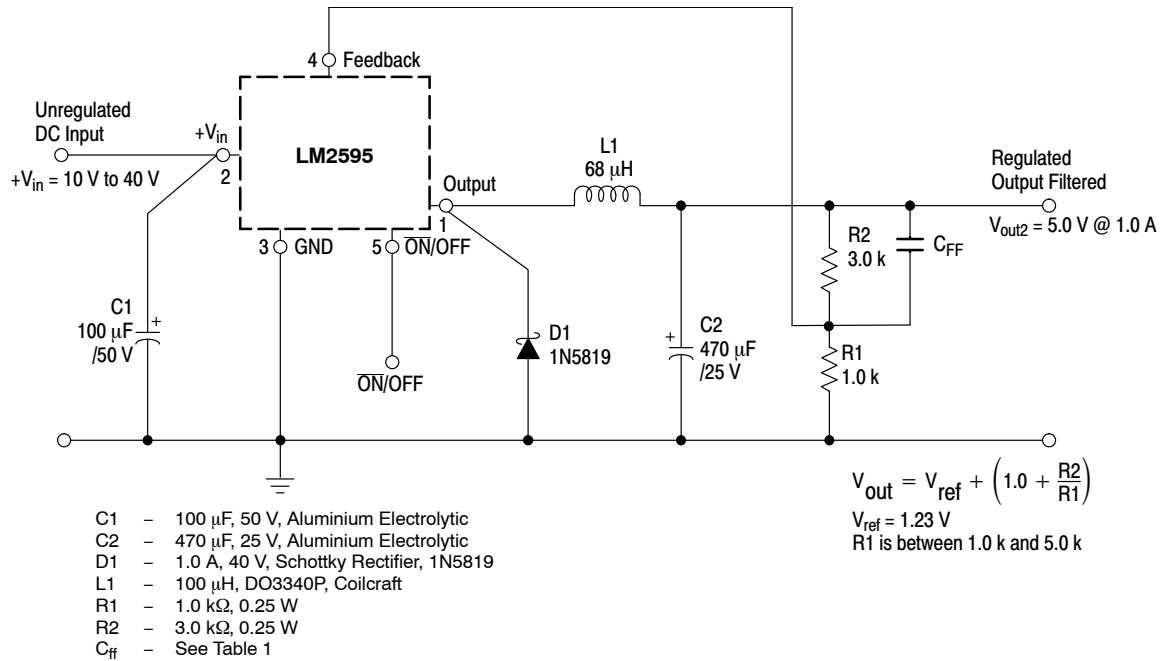 4 Feedback
Unregulated
DC Input
+Vin
LM2595
L1
68 μH
Regulated
Output Filtered
+Vin = 10 V to 40 V
2
Output
1
Vout2 = 5.0 V @ 1.0 A
3 GND
5 ON/OFF
R2
3.0 k
CFF
C1
100 μF
/50 V
+
D1
1N5819
+
C2
470 μF
/25 V
R1
1.0 k
ON/OFF
Vout = Vref + (1.0 + R2/R1)
Vref = 1.23 V
R1 is between 1.0 k and 5.0 k
C1 – 100 μF, 50 V, Aluminium Electrolytic
C2 – 470 μF, 25 V, Aluminium Electrolytic
D1 – 1.0 A, 40 V, Schottky Rectifier, 1N5819
L1 – 100 μH, DO3340P, Coilcraft
R1 – 1.0 kΩ, 0.25 W
R2 – 3.0 kΩ, 0.25 W
Cff – See Table 1